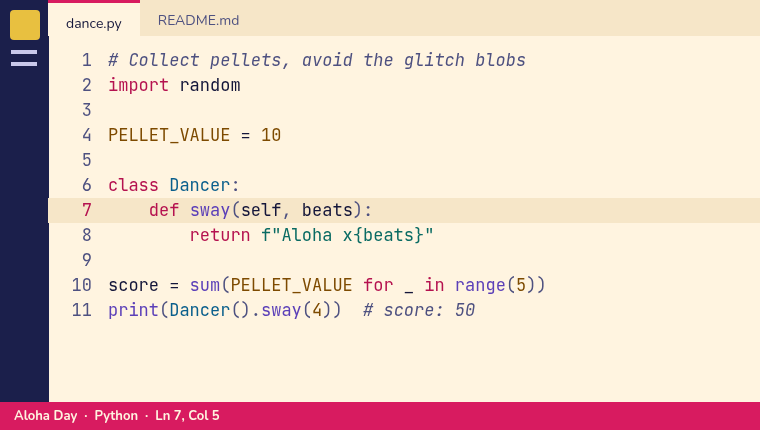 dance.py
README.md
1 # Collect pellets, avoid the glitch blobs
2 import random
3
4 PELLET_VALUE = 10
5
6 class Dancer:
7     def sway(self, beats):
8         return f"Aloha x{beats}"
9
10 score = sum(PELLET_VALUE for _ in range(5))
11 print(Dancer().sway(4))  # score: 50
Aloha Day · Python · Ln 7, Col 5